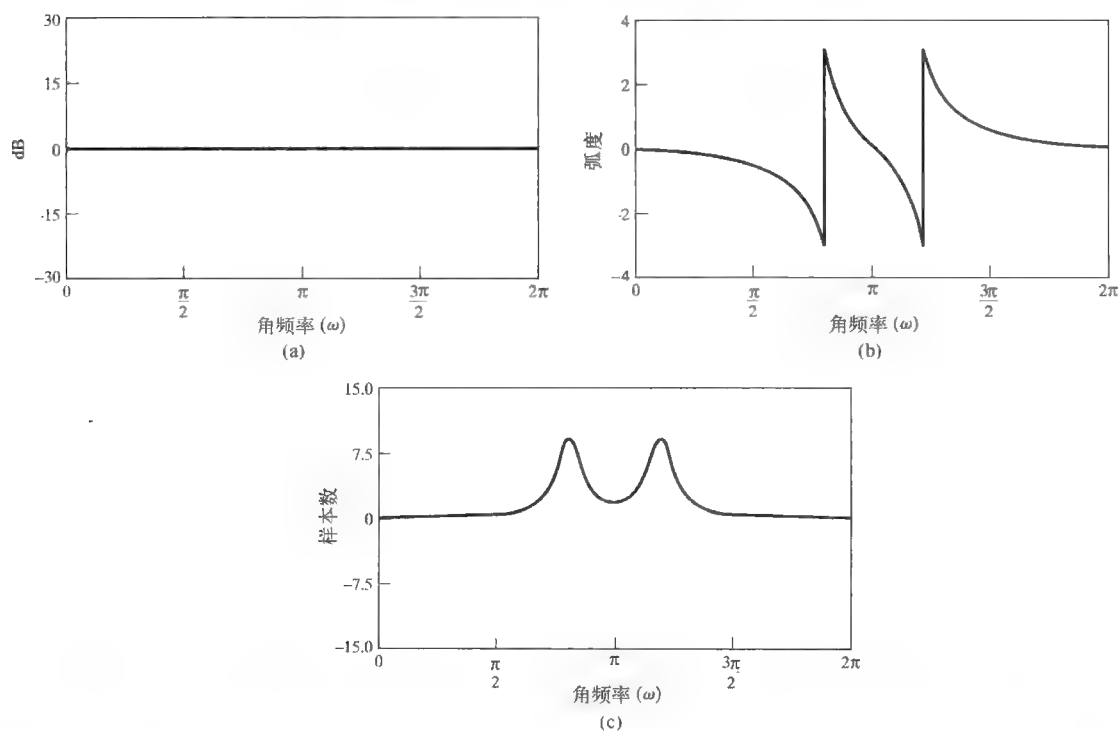 30
15
0
-15
-30
dB
0
π/2
π
3π/2
2π
角频率 (ω)
(a)
4
2
0
-2
-4
弧度
0
π/2
π
3π/2
2π
角频率 (ω)
(b)
15.0
7.5
0
-7.5
-15.0
样本数
0
π/2
π
3π/2
2π
角频率 (ω)
(c)